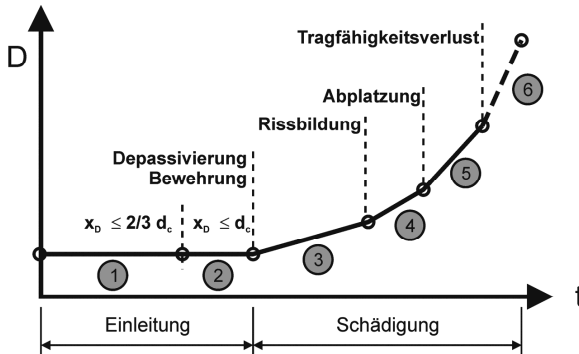 D
Tragfähigkeitsverlust
6
Abplatzung
Rissbildung
5
Depassivierung
Bewehrung
4
x_D ≤ 2/3 d_c
x_D ≤ d_c
3
1
2
t
Einleitung
Schädigung